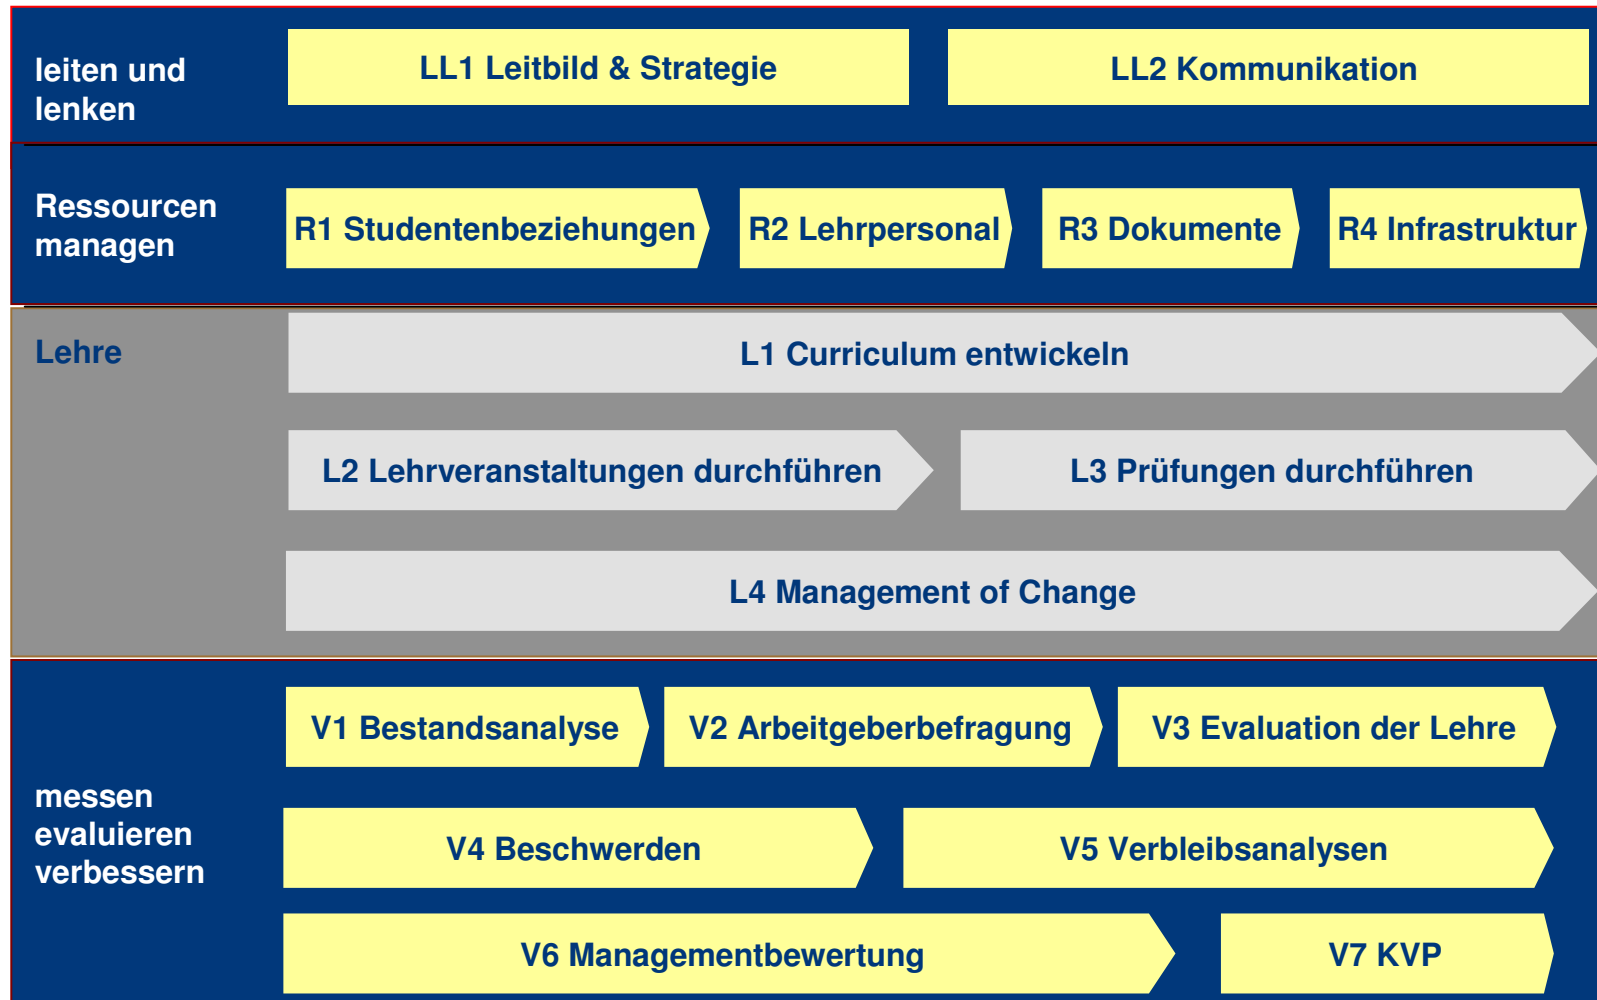 leiten und
lenken
LL1 Leitbild & Strategie
LL2 Kommunikation
Ressourcen
managen
R1 Studentenbeziehungen
R2 Lehrpersonal
R3 Dokumente
R4 Infrastruktur
Lehre
L1 Curriculum entwickeln
L2 Lehrveranstaltungen durchführen
L3 Prüfungen durchführen
L4 Management of Change
messen
evaluieren
verbessern
V1 Bestandsanalyse
V2 Arbeitgeberbefragung
V3 Evaluation der Lehre
V4 Beschwerden
V5 Verbleibsanalysen
V6 Managementbewertung
V7 KVP